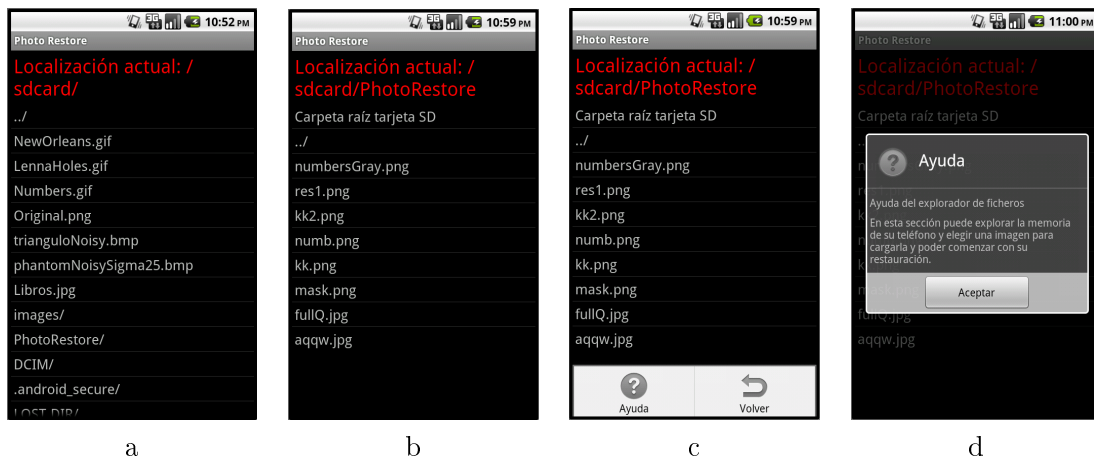 10:52 PM
Photo Restore
Localización actual: /
sdcard/
../
NewOrleans.gif
LennaHoles.gif
Numbers.gif
Original.png
trianguloNoisy.bmp
phantomNoisySigma25.bmp
Libros.jpg
images/
PhotoRestore/
DCIM/
.android_secure/
LOST.DIR/
a
3G 10:59 PM
Photo Restore
Localización actual: /
sdcard/PhotoRestore
Carpeta raíz tarjeta SD
../
numbersGray.png
res1.png
kk2.png
numb.png
kk.png
mask.png
fullQ.jpg
aqqw.jpg
b
3G 10:59 PM
Photo Restore
Localización actual: /
sdcard/PhotoRestore
Carpeta raíz tarjeta SD
../
numbersGray.png
res1.png
kk2.png
numb.png
kk.png
mask.png
fullQ.jpg
aqqw.jpg
Ayuda
Volver
c
3G 11:00 PM
Photo Restore
Localización actual: /
sdcard/PhotoRestore
Carpeta raíz tarjeta SD
Ayuda
Ayuda del explorador de ficheros
En esta sección puede explorar la memoria
de su teléfono y elegir una imagen para
cargarla y poder comenzar con su
restauración.
Aceptar
fullQ.jpg
aqqw.jpg
d